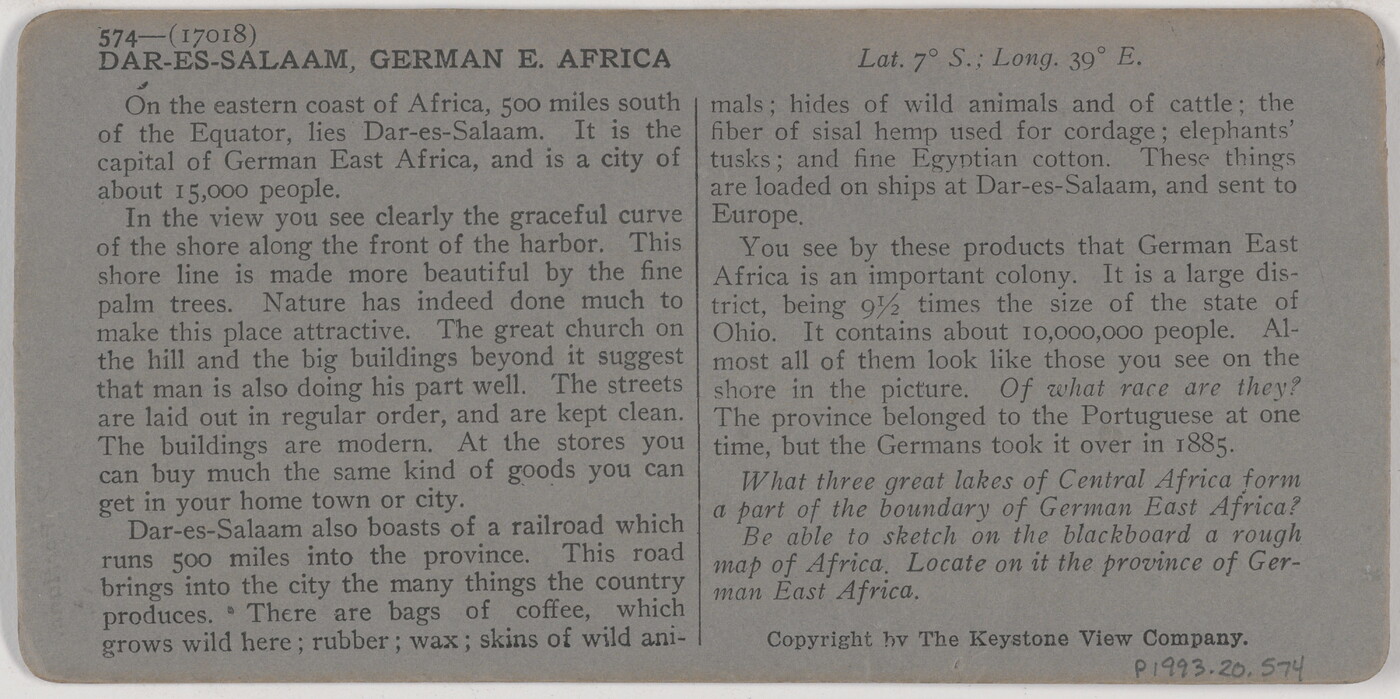 574—(17018)
DAR-ES-SALAAM, GERMAN E. AFRICA
Lat. 7° S.; Long. 39° E.
On the eastern coast of Africa, 500 miles south
of the Equator, lies Dar-es-Salaam. It is the
capital of German East Africa, and is a city of
about 15,000 people.
In the view you see clearly the graceful curve
of the shore along the front of the harbor. This
shore line is made more beautiful by the fine
palm trees. Nature has indeed done much to
make this place attractive. The great church on
the hill and the big buildings beyond it suggest
that man is also doing his part well. The streets
are laid out in regular order, and are kept clean.
The buildings are modern. At the stores you
can buy much the same kind of goods you can
get in your home town or city.
Dar-es-Salaam also boasts of a railroad which
runs 500 miles into the province. This road
brings into the city the many things the country
produces. There are bags of coffee, which
grows wild here; rubber; wax; skins of wild ani-
mals; hides of wild animals and of cattle; the
fiber of sisal hemp used for cordage; elephants'
tusks; and fine Egyptian cotton. These things
are loaded on ships at Dar-es-Salaam, and sent to
Europe.
You see by these products that German East
Africa is an important colony. It is a large dis-
trict, being 9½ times the size of the state of
Ohio. It contains about 10,000,000 people. Al-
most all of them look like those you see on the
shore in the picture. Of what race are they?
The province belonged to the Portuguese at one
time, but the Germans took it over in 1885.
What three great lakes of Central Africa form
a part of the boundary of German East Africa?
Be able to sketch on the blackboard a rough
map of Africa. Locate on it the province of Ger-
man East Africa.
Copyright by The Keystone View Company.
P1993.20.574